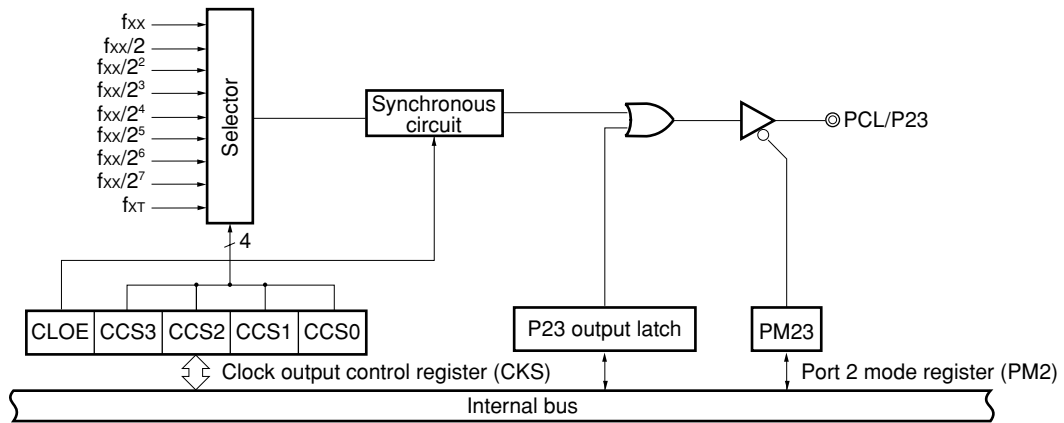 fXX
fXX/2
fXX/2²
fXX/2³
fXX/2⁴
fXX/2⁵
fXX/2⁶
fXX/2⁷
fXT
Selector
Synchronous
circuit
PCL/P23
4
CLOE CCS3 CCS2 CCS1 CCS0
P23 output latch
PM23
Clock output control register (CKS)
Port 2 mode register (PM2)
Internal bus